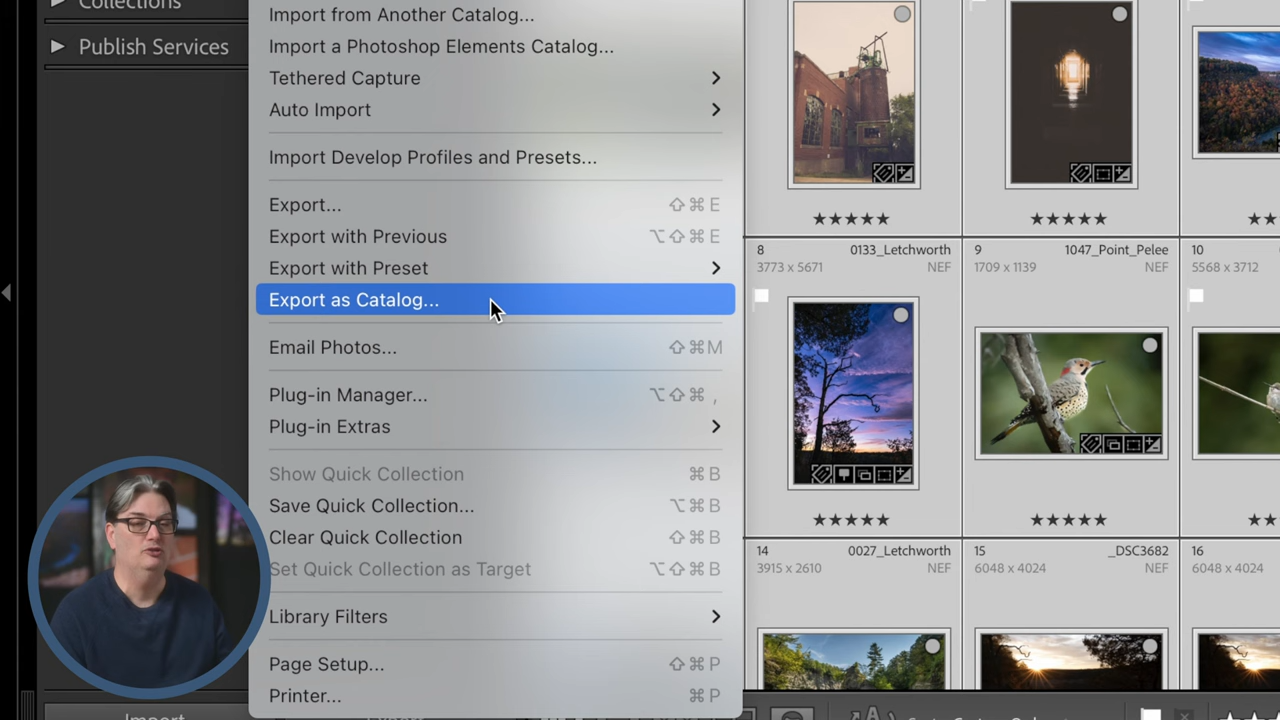 Collections
Publish Services
Import from Another Catalog...
Import a Photoshop Elements Catalog...
Tethered Capture
Auto Import
Import Develop Profiles and Presets...
Export... ⇧⌘E
Export with Previous ⌥⇧⌘E
Export with Preset
Export as Catalog...
Email Photos... ⇧⌘M
Plug-in Manager... ⌥⇧⌘,
Plug-in Extras
Show Quick Collection ⌘B
Save Quick Collection... ⌥⌘B
Clear Quick Collection ⇧⌘B
Set Quick Collection as Target ⌥⇧⌘B
Library Filters
Page Setup... ⇧⌘P
Printer... ⌘P
8 0133_Letchworth
3773 x 5671 NEF
9 1047_Point_Pelee
1709 x 1139 NEF
10
5568 x 3712
14 0027_Letchworth
3915 x 2610 NEF
15 _DSC3682
6048 x 4024 NEF
16
6048 x 4024
Import